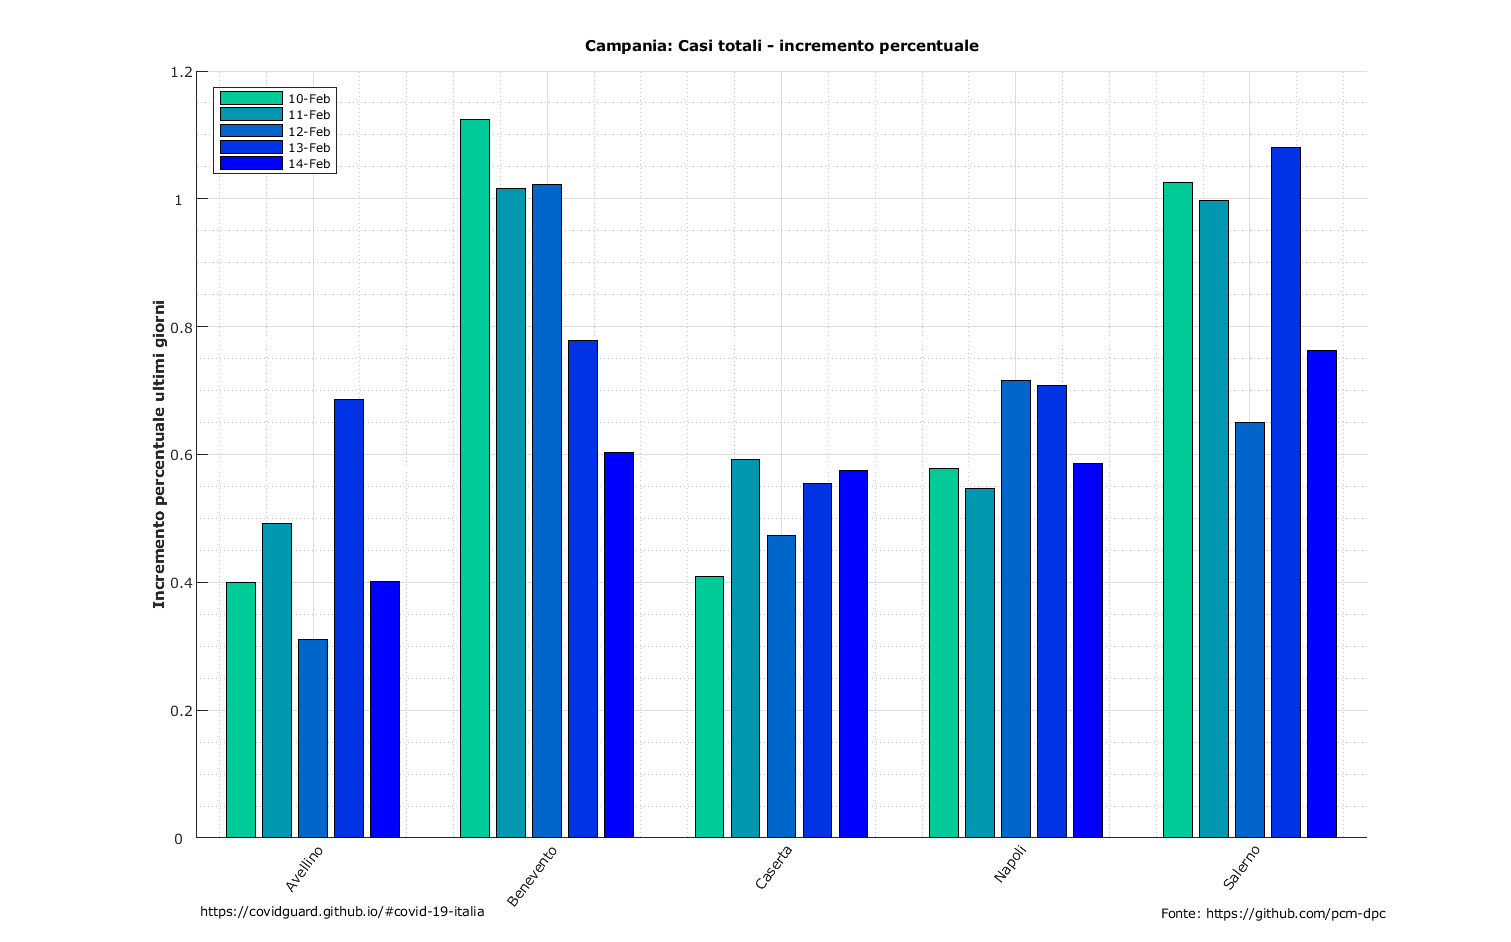 Campania: Casi totali - incremento percentuale
1.2
1
0.8
0.6
0.4
0.2
0
Incremento percentuale ultimi giorni
10-Feb
11-Feb
12-Feb
13-Feb
14-Feb
Avellino
Benevento
Caserta
Napoli
Salerno
https://covidguard.github.io/#covid-19-italia
Fonte: https://github.com/pcm-dpc